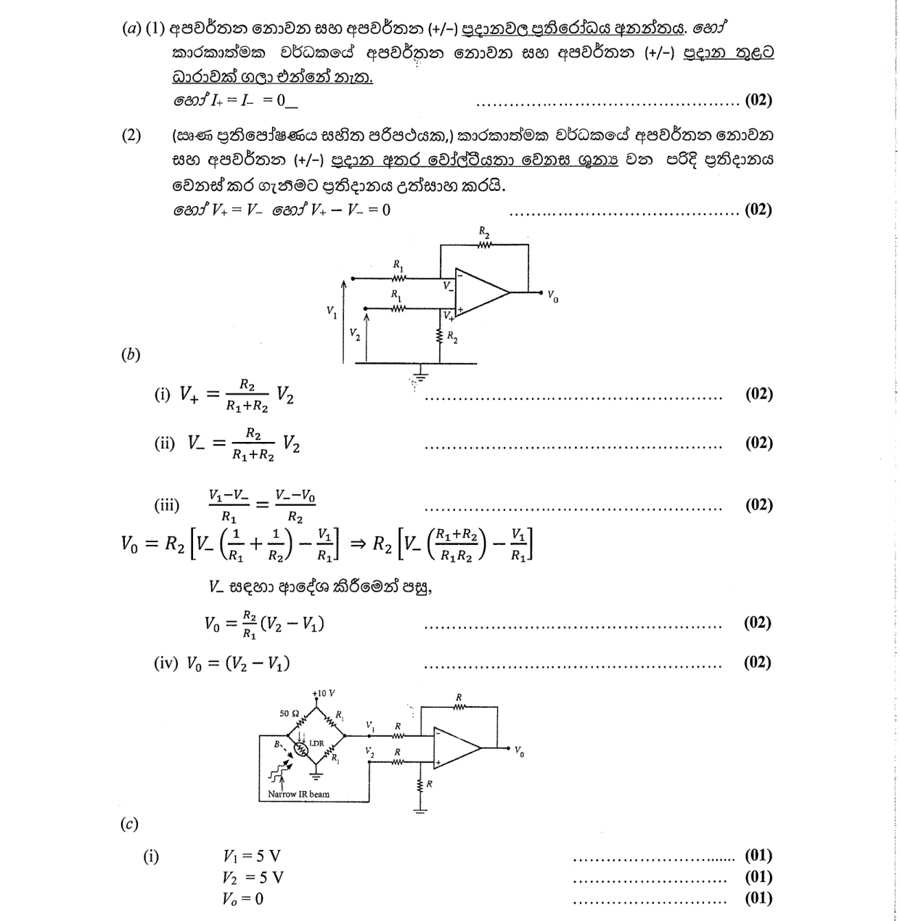 (a) (1) අපවර්තන නොවන සහ අපවර්තන (+/−) ප්‍රදානවල ප්‍රතිරෝධය අනන්තය. හෝ
කාරකාත්මක වර්ධකයේ අපවර්තන නොවන සහ අපවර්තන (+/−) ප්‍රදාන තුළට
ධාරාවක් ගලා එන්නේ නැත.
හෝ I₊ = I₋ = 0_ ................................................ (02)
(2) (සෘණ ප්‍රතිපෝෂණය සහිත පරිපථයක,) කාරකාත්මක වර්ධකයේ අපවර්තන නොවන
සහ අපවර්තන (+/−) ප්‍රදාන අතර වෝල්ටීයතා වෙනස ශුන්‍ය වන පරිදි ප්‍රතිදානය
වෙනස් කර ගැනීමට ප්‍රතිදානය උත්සාහ කරයි.
හෝ V₊ = V₋ හෝ V₊ − V₋ = 0 .......................................... (02)
R₂
R₁
V₋
R₁
V₀
V₁
V₊
V₂
R₂
(b)
(i) V₊ = R₂/(R₁+R₂) V₂ ...................................................... (02)
(ii) V₋ = R₂/(R₁+R₂) V₂ ...................................................... (02)
(iii) (V₁−V₋)/R₁ = (V₋−V₀)/R₂ ...................................................... (02)
V₀ = R₂ [V₋ (1/R₁ + 1/R₂) − V₁/R₁] ⇒ R₂ [V₋ ((R₁+R₂)/(R₁R₂)) − V₁/R₁]
V₋ සඳහා ආදේශ කිරීමෙන් පසු,
V₀ = R₂/R₁ (V₂ − V₁) ...................................................... (02)
(iv) V₀ = (V₂ − V₁) ...................................................... (02)
+10 V
R
50 Ω
R₁
V₁
R
B
LDR
V₂
R
V₀
R₁
R
Narrow IR beam
(c)
(i) V₁ = 5 V .............................. (01)
V₂ = 5 V ............................ (01)
Vₒ = 0 ............................ (01)